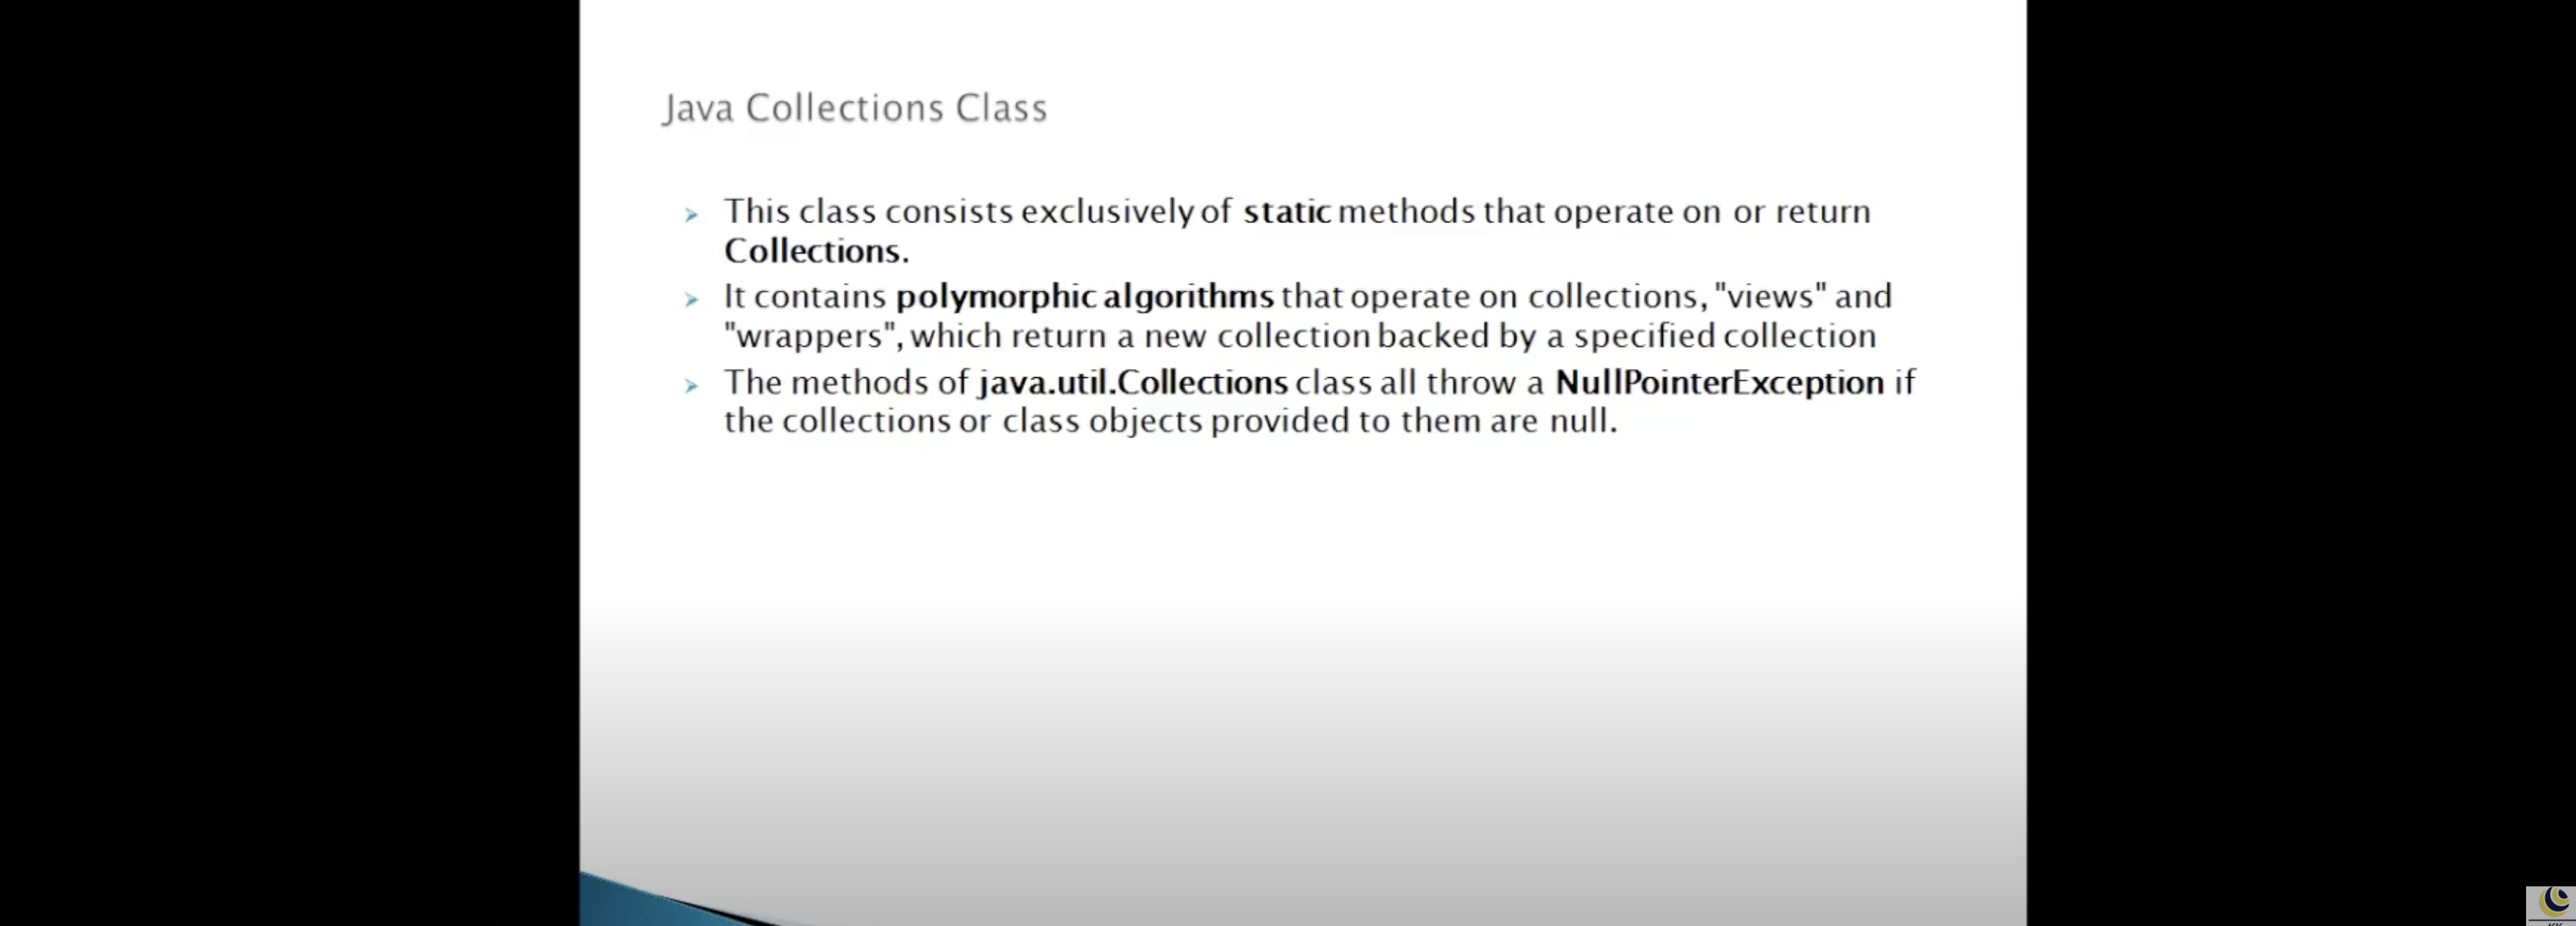 Java Collections Class
This class consists exclusively of static methods that operate on or return
Collections.
It contains polymorphic algorithms that operate on collections, "views" and
"wrappers", which return a new collection backed by a specified collection
The methods of java.util.Collections class all throw a NullPointerException if
the collections or class objects provided to them are null.